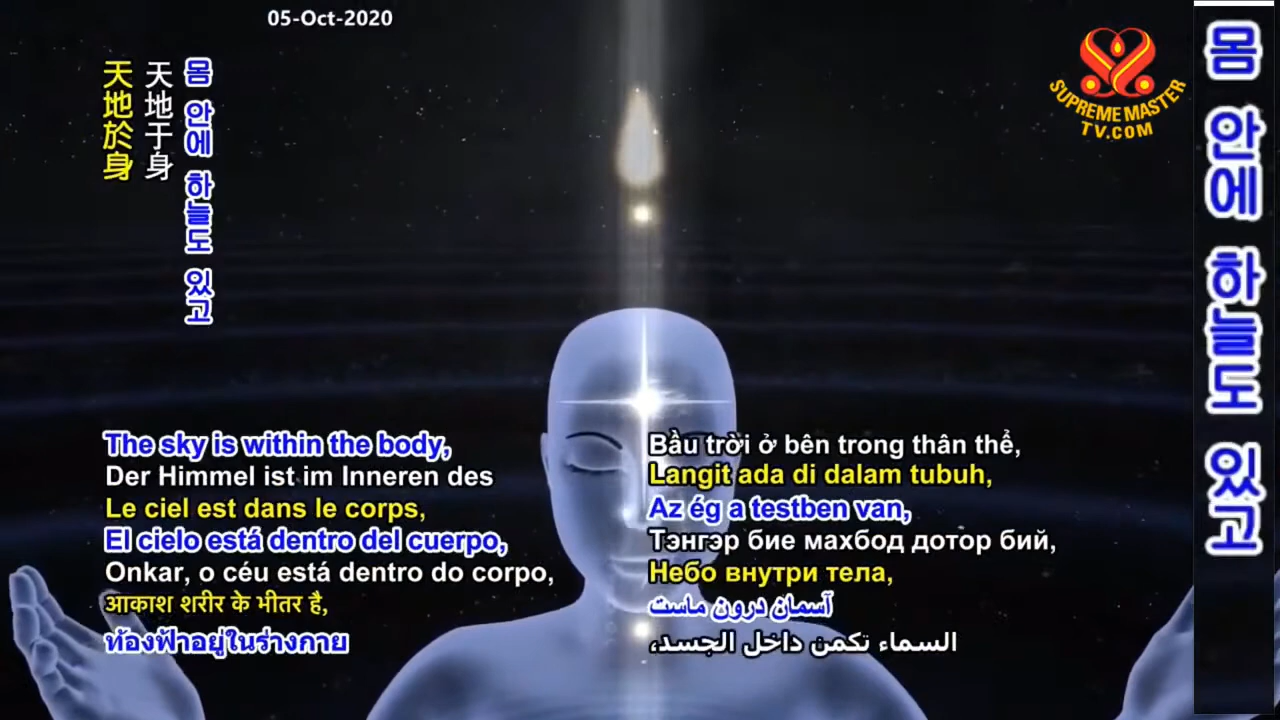 05-Oct-2020
SUPREME MASTER
TV.COM
몸 안에 하늘도 있고
天地于身
天地於身
몸 안에 하늘도 있고
The sky is within the body,
Der Himmel ist im Inneren des
Le ciel est dans le corps,
El cielo está dentro del cuerpo,
Onkar, o céu está dentro do corpo,
आकाश शरीर के भीतर है,
ท้องฟ้าอยู่ในร่างกาย
Bầu trời ở bên trong thân thể,
Langit ada di dalam tubuh,
Az ég a testben van,
Тэнгэр бие махбод дотор бий,
Небо внутри тела,
آسمان درون ماست
السماء تكمن داخل الجسد،